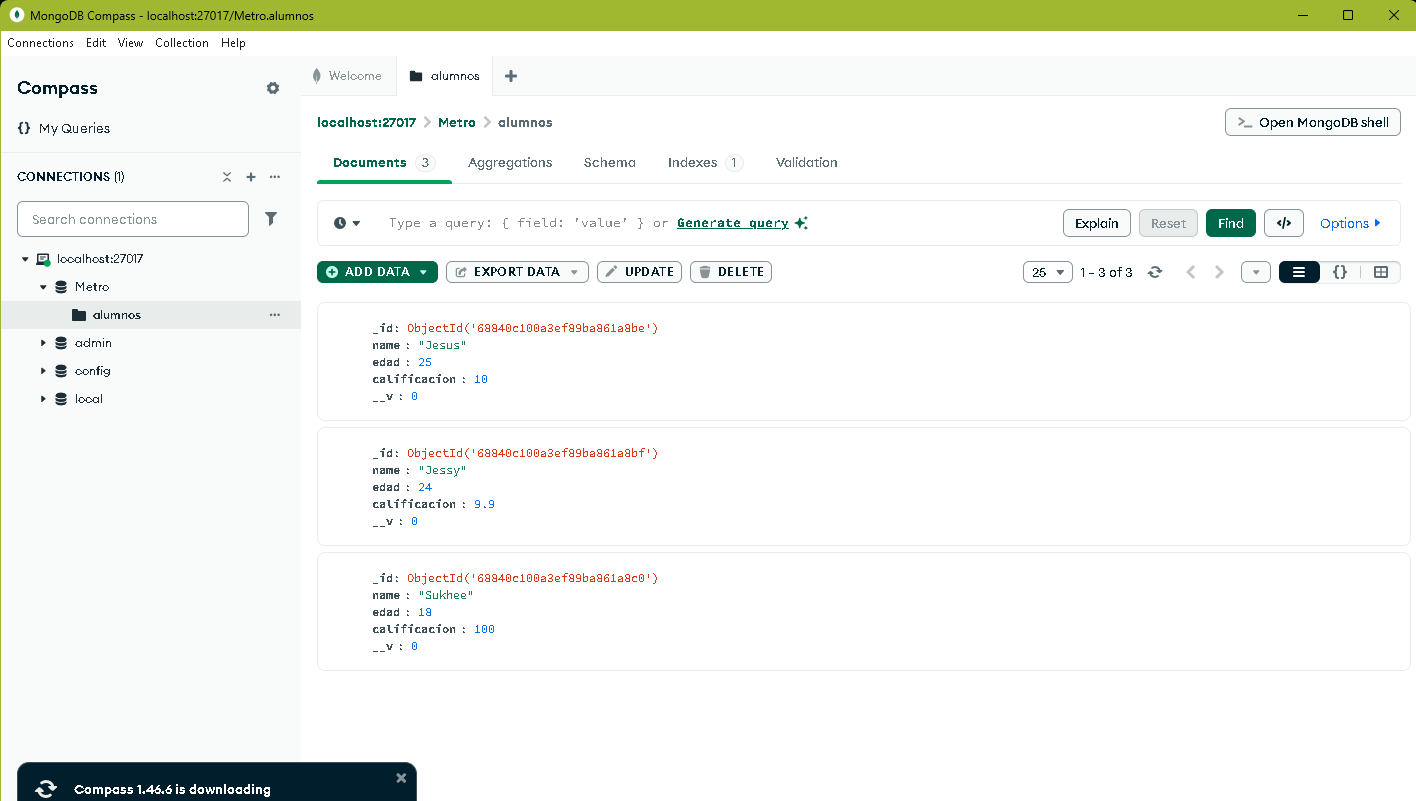 MongoDB Compass - localhost:27017/Metro.alumnos
Connections Edit View Collection Help
Compass
{} My Queries
CONNECTIONS (1)
Search connections
localhost:27017
Metro
alumnos
admin
config
local
Welcome
alumnos
localhost:27017 > Metro > alumnos
>_ Open MongoDB shell
Documents 3 Aggregations Schema Indexes 1 Validation
Type a query: { field: 'value' } or Generate query
Explain Reset Find </> Options
ADD DATA EXPORT DATA UPDATE DELETE
25 1 – 3 of 3 {}
_id: ObjectId('68840c100a3ef89ba861a8be')
name : "Jesus"
edad : 25
calificacion : 10
__v : 0
_id: ObjectId('68840c100a3ef89ba861a8bf')
name : "Jessy"
edad : 24
calificacion : 9.9
__v : 0
_id: ObjectId('68840c100a3ef89ba861a8c0')
name : "Sukhee"
edad : 18
calificacion : 100
__v : 0
Compass 1.46.6 is downloading